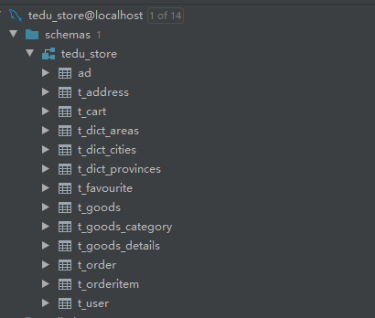 tedu_store@localhost 1 of 14
schemas 1
tedu_store
ad
t_address
t_cart
t_dict_areas
t_dict_cities
t_dict_provinces
t_favourite
t_goods
t_goods_category
t_goods_details
t_order
t_orderitem
t_user